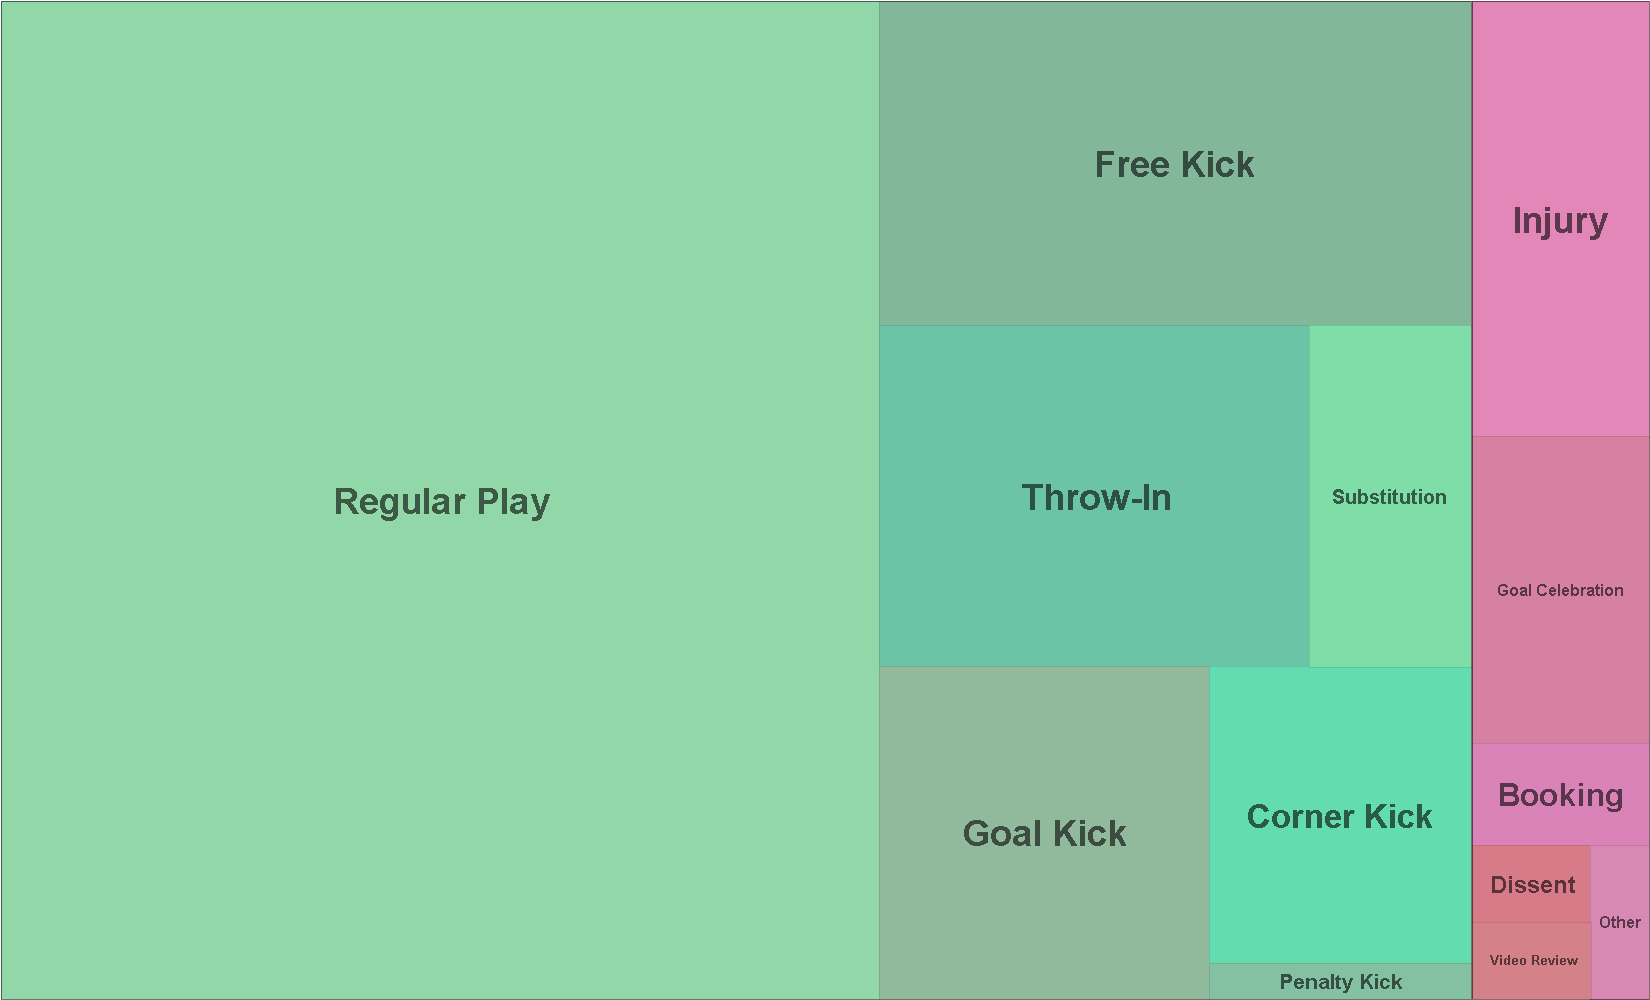 Regular Play
Free Kick
Throw-In
Substitution
Goal Kick
Corner Kick
Penalty Kick
Injury
Goal Celebration
Booking
Dissent
Other
Video Review